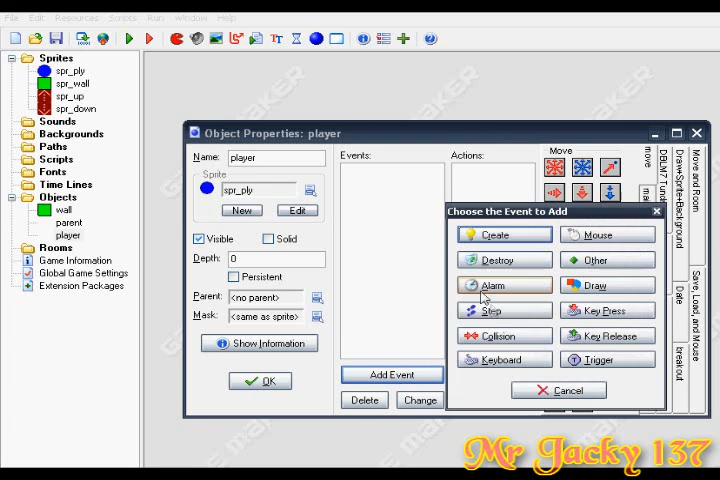 File Edit Resources Scripts Run Window Help
Sprites
spr_ply
spr_wall
spr_up
spr_down
Sounds
Backgrounds
Paths
Scripts
Fonts
Time Lines
Objects
wall
parent
player
Rooms
Game Information
Global Game Settings
Extension Packages
Object Properties: player
Name: player
Sprite
spr_ply
New Edit
Visible Solid
Depth: 0
Persistent
Parent: <no parent>
Mask: <same as sprite>
Show Information
OK
Events:
Add Event
Delete Change
Actions:
Move
Choose the Event to Add
Create Mouse
Destroy Other
Alarm Draw
Step Key Press
Collision Key Release
Keyboard Trigger
Cancel
move
DBLM7 Tund
Draw+Sprite+Background
Move and Room
Date
breakout
Save, Load, and Mouse
GAME MAKER
Mr Jacky 137